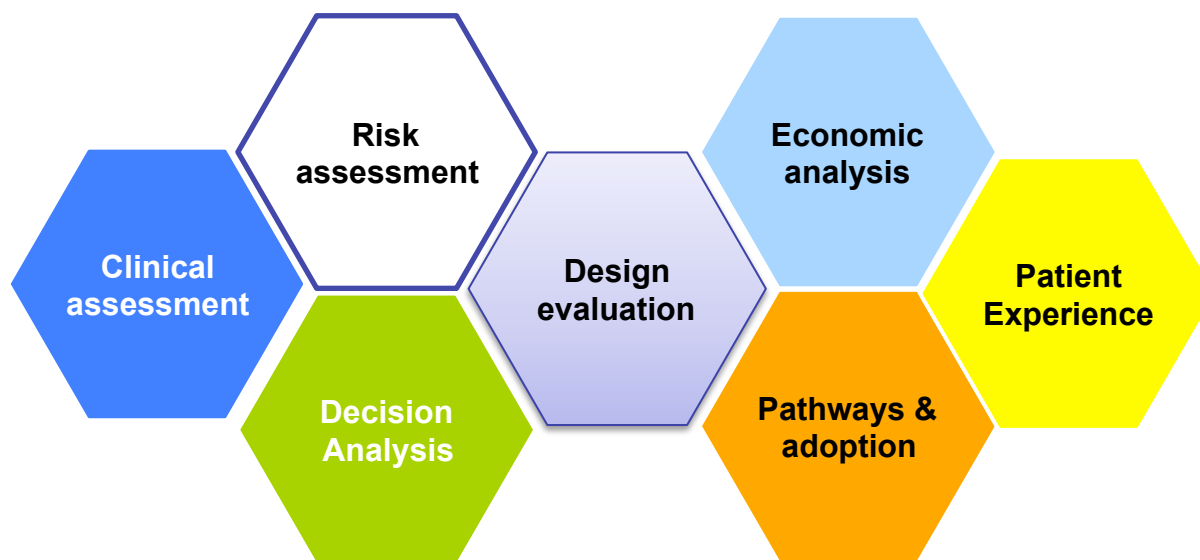 Risk
assessment
Economic
analysis
Clinical
assessment
Design
evaluation
Patient
Experience
Decision
Analysis
Pathways &
adoption